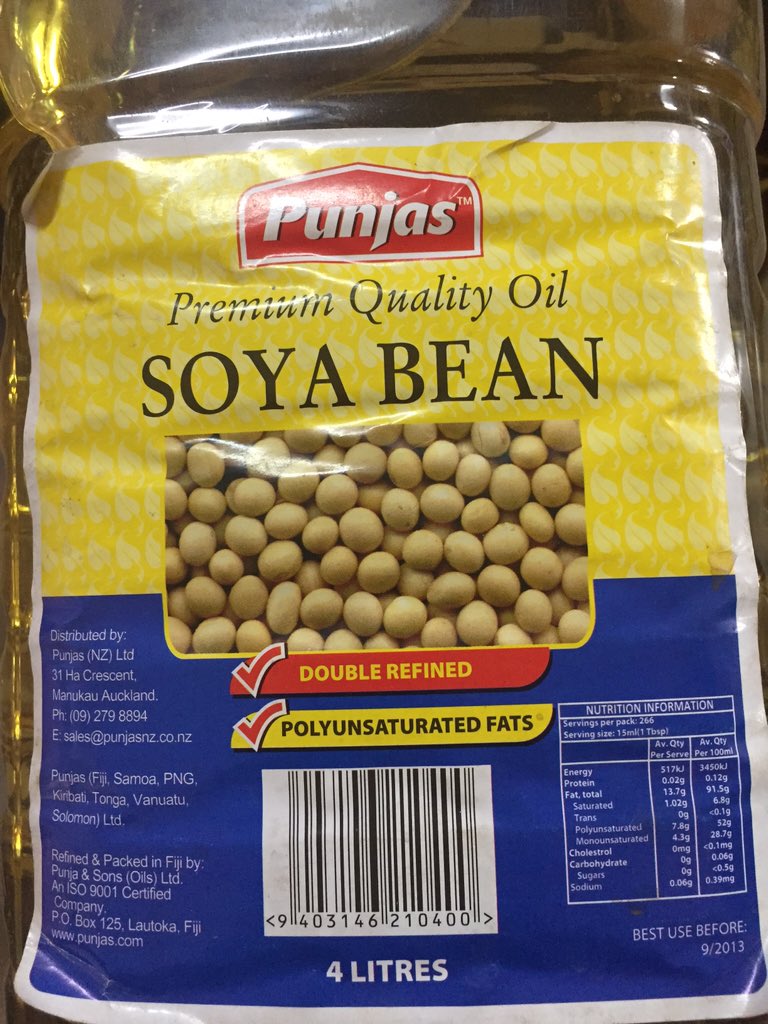 Punjas™
Premium Quality Oil
SOYA BEAN
DOUBLE REFINED
POLYUNSATURATED FATS
Distributed by:
Punjas (NZ) Ltd
31 Ha Crescent,
Manukau Auckland.
Ph: (09) 279 8894
E: sales@punjasnz.co.nz
Punjas (Fiji, Samoa, PNG,
Kiribati, Tonga, Vanuatu,
Solomon) Ltd.
Refined & Packed in Fiji by:
Punja & Sons (Oils) Ltd.
An ISO 9001 Certified
Company.
P.O. Box 125, Lautoka, Fiji
www.punjas.com
<9 403146 210400>
4 LITRES
NUTRITION INFORMATION
Servings per pack: 266
Serving size: 15ml(1 Tbsp)
Av. Qty Av. Qty
Per Serve Per 100ml
Energy 517kJ 3450kJ
Protein 0.02g 0.12g
Fat, total 13.7g 91.5g
Saturated 1.02g 6.8g
Trans 0g <0.1g
Polyunsaturated 7.8g 52g
Monounsaturated 4.3g 28.7g
Cholestrol 0mg <0.1mg
Carbohydrate 0g 0.06g
Sugars 0g <0.5g
Sodium 0.06g 0.39mg
BEST USE BEFORE:
9/2013